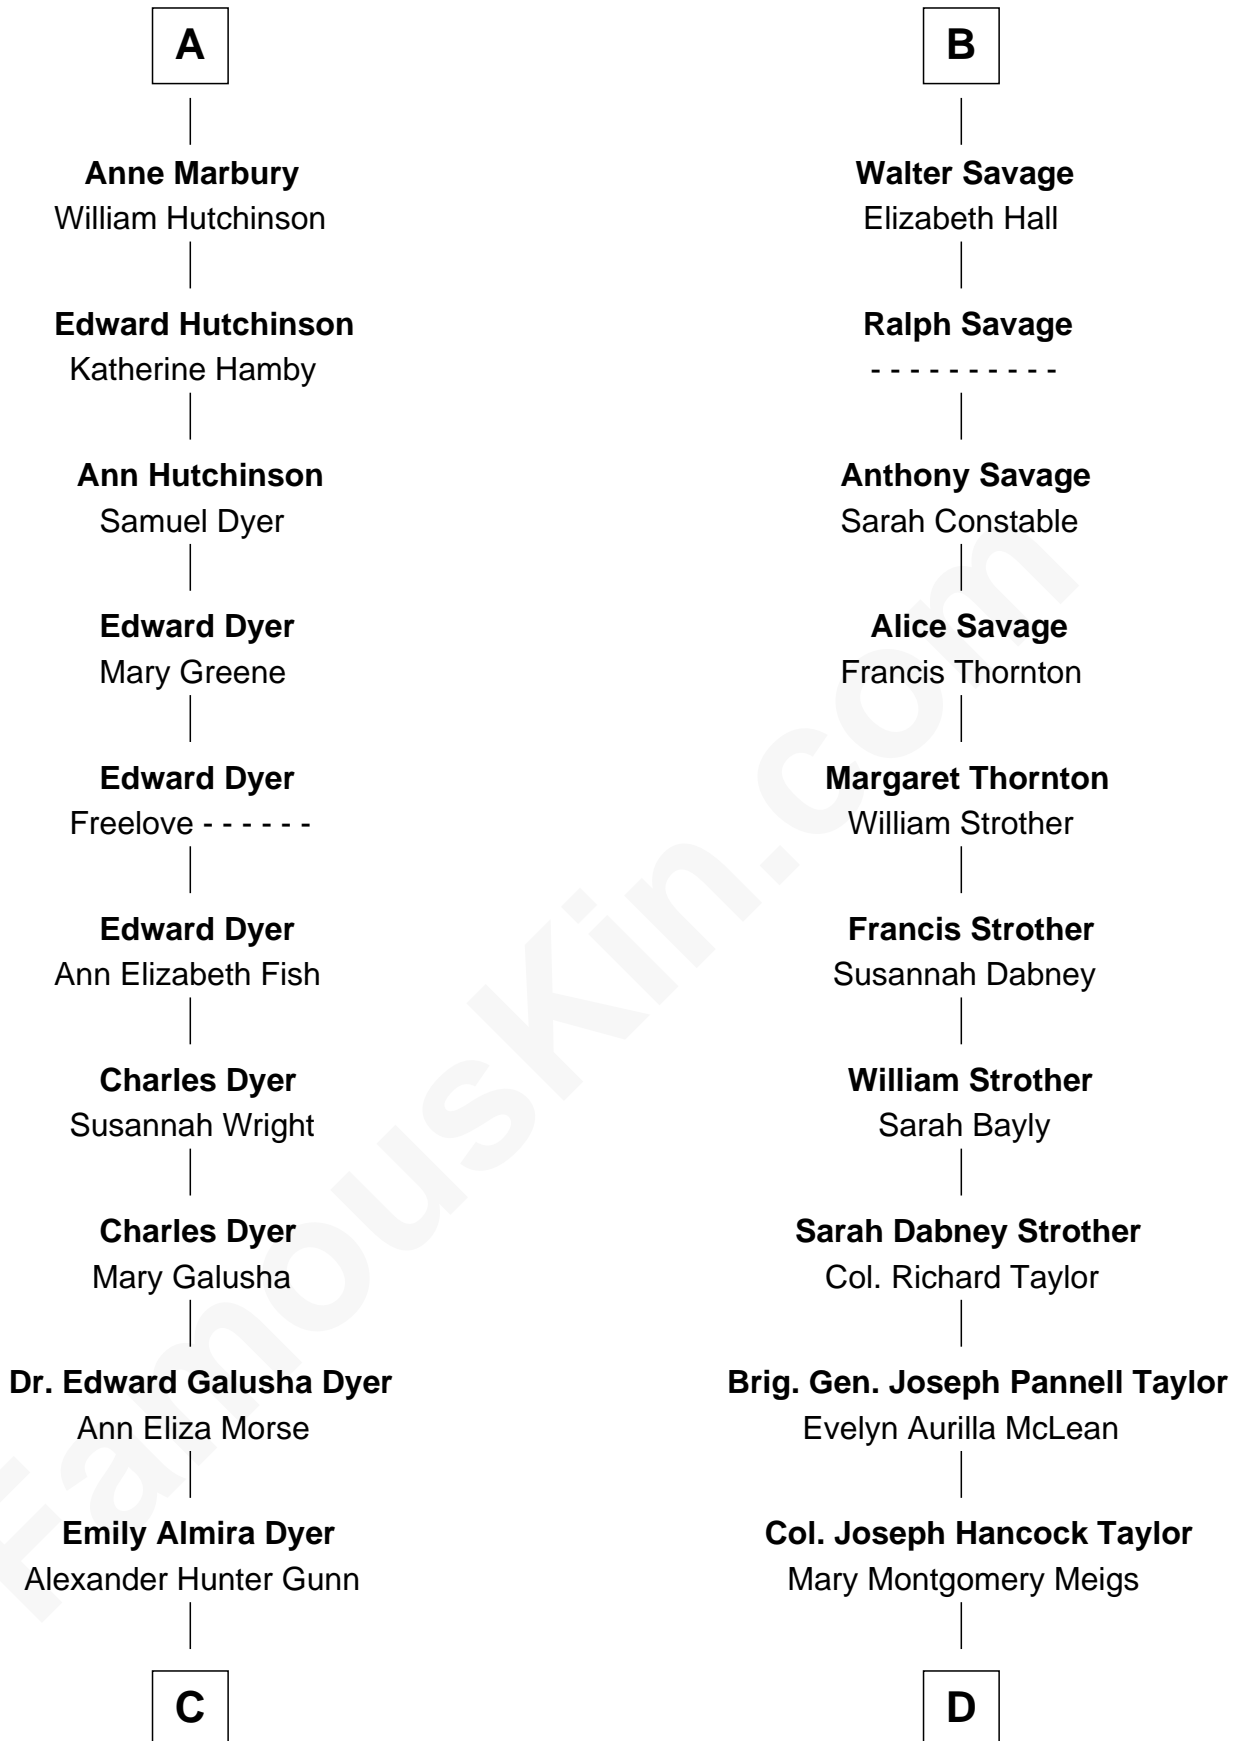 A
Anne Marbury
William Hutchinson
Edward Hutchinson
Katherine Hamby
Ann Hutchinson
Samuel Dyer
Edward Dyer
Mary Greene
Edward Dyer
Freelove - - - - - -
Edward Dyer
Ann Elizabeth Fish
Charles Dyer
Susannah Wright
Charles Dyer
Mary Galusha
Dr. Edward Galusha Dyer
Ann Eliza Morse
Emily Almira Dyer
Alexander Hunter Gunn
C
B
Walter Savage
Elizabeth Hall
Ralph Savage
- - - - - - - - - -
Anthony Savage
Sarah Constable
Alice Savage
Francis Thornton
Margaret Thornton
William Strother
Francis Strother
Susannah Dabney
William Strother
Sarah Bayly
Sarah Dabney Strother
Col. Richard Taylor
Brig. Gen. Joseph Pannell Taylor
Evelyn Aurilla McLean
Col. Joseph Hancock Taylor
Mary Montgomery Meigs
D
FamousKin.com